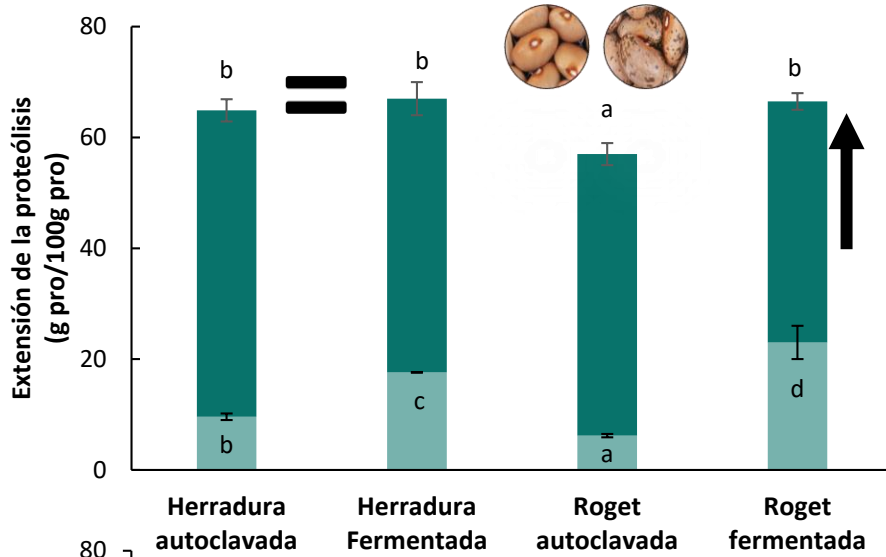 Extensión de la proteólisis
(g pro/100g pro)
80
60
40
20
0
b
b
a
b
b
c
a
d
Herradura
autoclavada
Herradura
Fermentada
Roget
autoclavada
Roget
fermentada
80